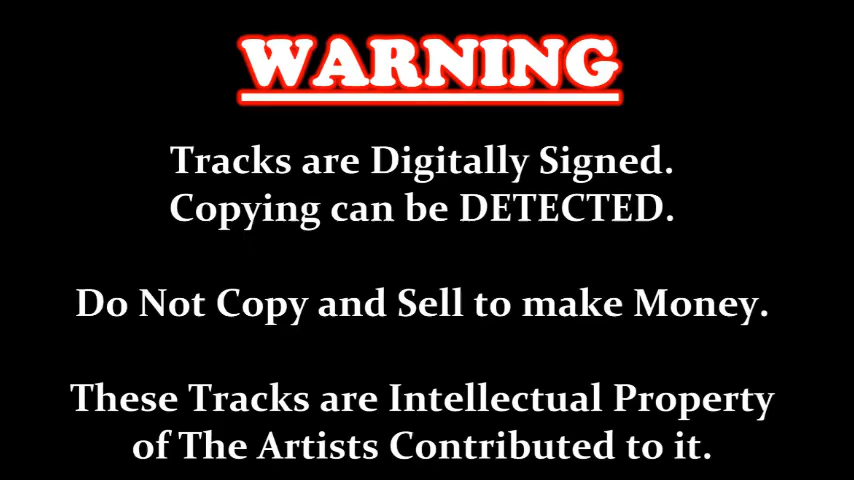 WARNING
Tracks are Digitally Signed.
Copying can be DETECTED.
Do Not Copy and Sell to make Money.
These Tracks are Intellectual Property
of The Artists Contributed to it.